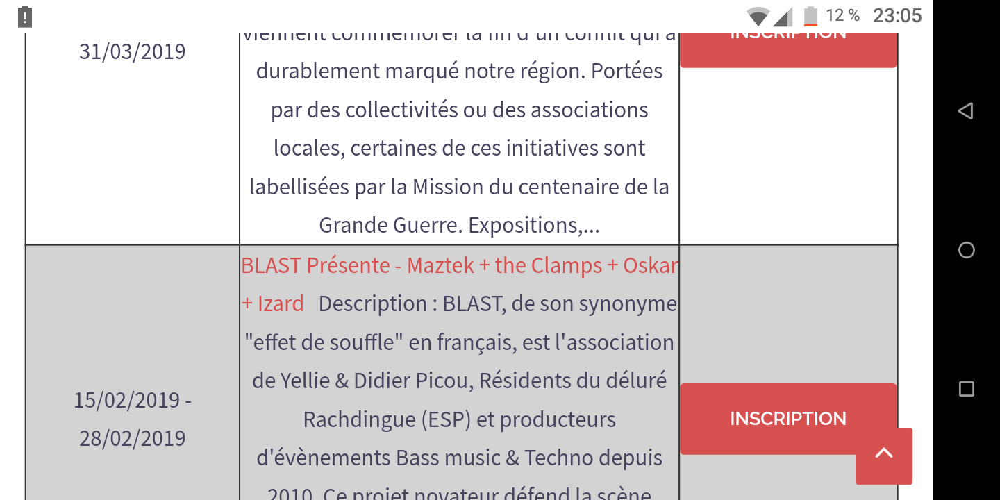 12 % 23:05
31/03/2019
viennent commémorer la fin d'un conflit qui a
durablement marqué notre région. Portées
par des collectivités ou des associations
locales, certaines de ces initiatives sont
labellisées par la Mission du centenaire de la
Grande Guerre. Expositions,...
INSCRIPTION
15/02/2019 -
28/02/2019
BLAST Présente - Maztek + the Clamps + Oskar
+ Izard Description : BLAST, de son synonyme
"effet de souffle" en français, est l'association
de Yellie & Didier Picou, Résidents du déluré
Rachdingue (ESP) et producteurs
d'évènements Bass music & Techno depuis
2010. Ce projet novateur défend la scène
INSCRIPTION